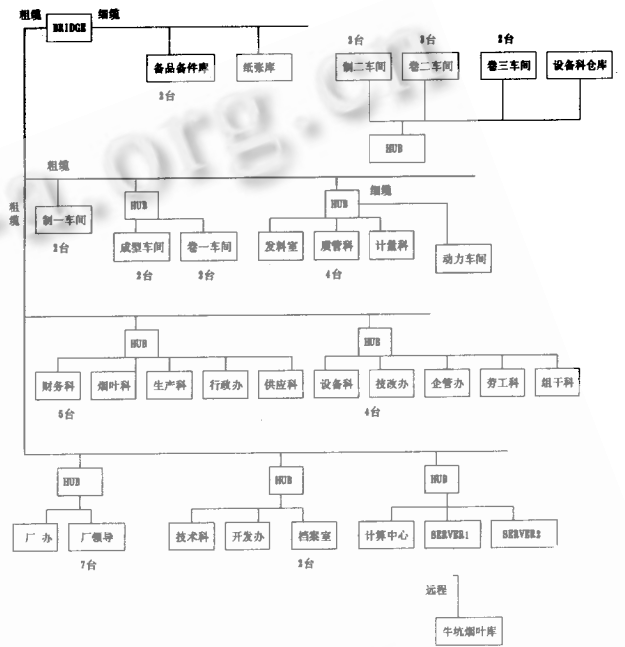 粗缆 细缆
BRIDGE
2台 3台 2台
备品备件库 纸张库 制二车间 卷二车间 卷三车间 设备科仓库
2台
HUB
粗缆
细缆
粗缆
HUB HUB
制一车间
2台
成型车间 卷一车间 发料室 质管科 计量科 动力车间
2台 2台 4台
HUB HUB
财务科 烟叶科 生产科 行政办 供应科 设备科 技改办 企管办 劳工科 组干科
5台 4台
HUB HUB HUB
厂办 厂领导 技术科 开发办 档案室 计算中心 SERVER1 SERVER2
7台 2台
远程
牛坑烟叶库
.org.cn